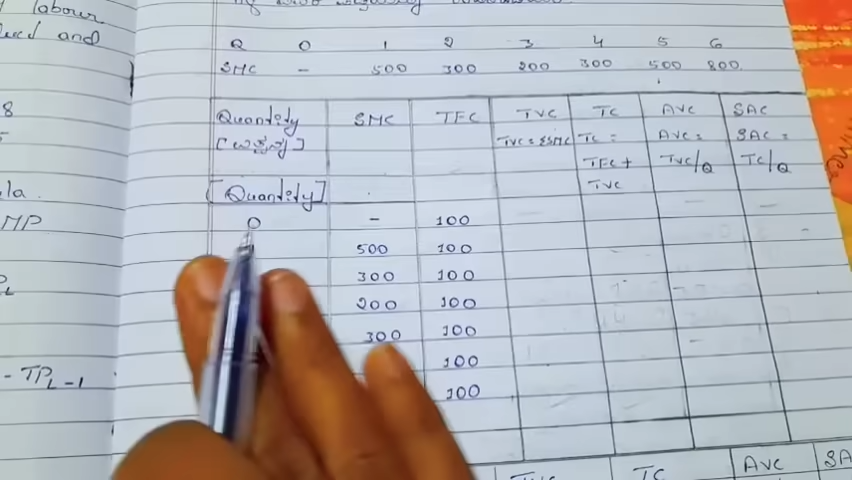 labour
and
Q 0 1 2 3 4 5 6
SMC - 500 300 200 300 500 800
Quantity SMC TFC TVC TC AVC SAC
TVC = ΣSMC TC = AVC = SAC =
TFC + TVC/Q TC/Q
TVC
[Quantity]
0 - 100
500 100
300 100
200 100
300 100
100
100
MP
- TPL-1
TVC TC AVC SA